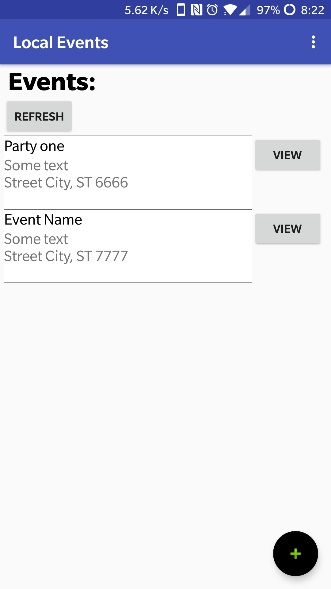 5.62 K/s 97% 8:22
Local Events
Events:
REFRESH
Party one
Some text
Street City, ST 6666
VIEW
Event Name
Some text
Street City, ST 7777
VIEW
+